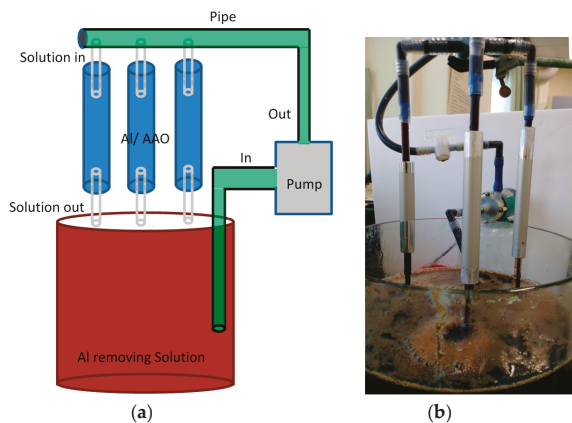 Pipe
Solution in
Out
Al/ AAO
In
Pump
Solution out
Al removing Solution
(a)
(b)